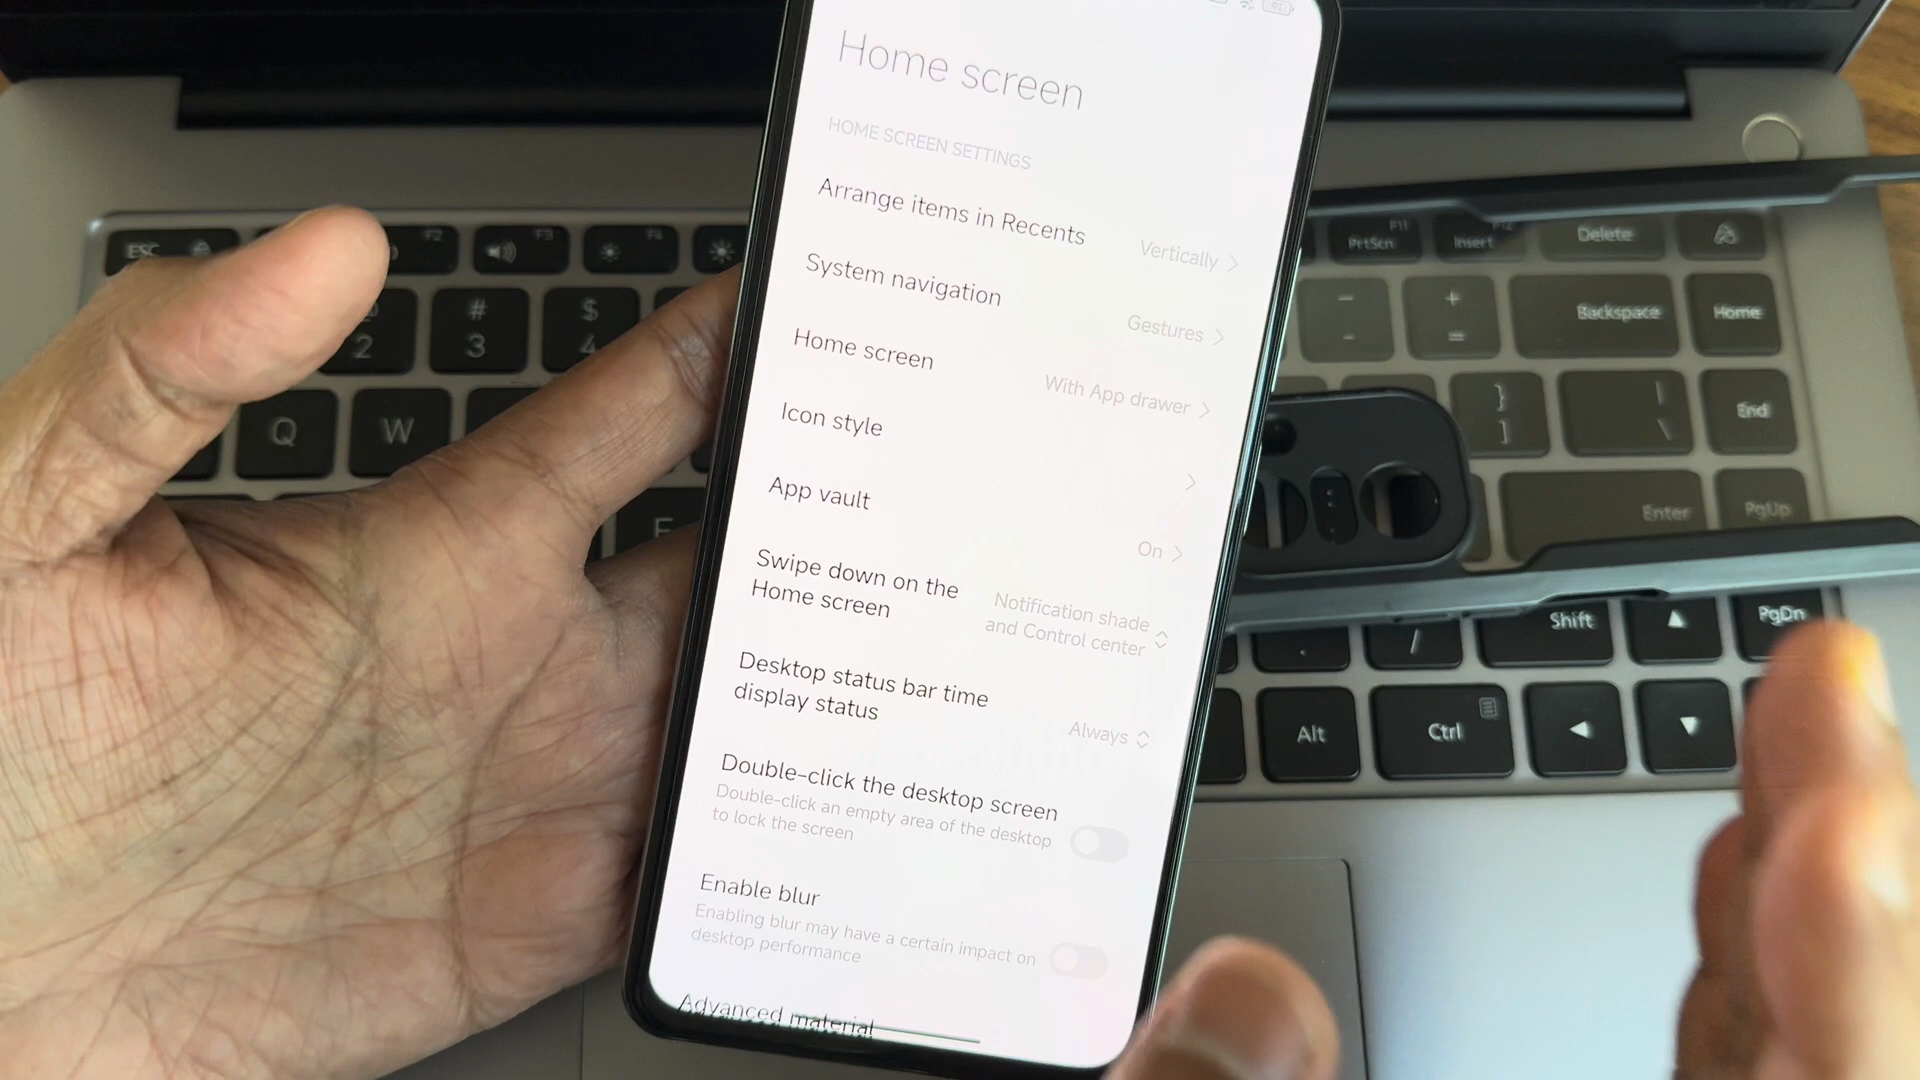 Home screen
HOME SCREEN SETTINGS
Arrange items in Recents
Vertically
System navigation
Gestures
Home screen
With App drawer
Icon style
App vault
On
Swipe down on the
Home screen
Notification shade
and Control center
Desktop status bar time
display status
Always
Double-click the desktop screen
Double-click an empty area of the desktop
to lock the screen
Enable blur
Enabling blur may have a certain impact on
desktop performance
Advanced material
ESC
F2
F3
F4
F11
PrtScn
Insert
Delete
2
# 3
$ 4
- -
+ =
Backspace
Home
Q
W
} ]
| \
End
Enter
PgUp
/
Shift
▲
PgDn
Alt
Ctrl
◀
▼